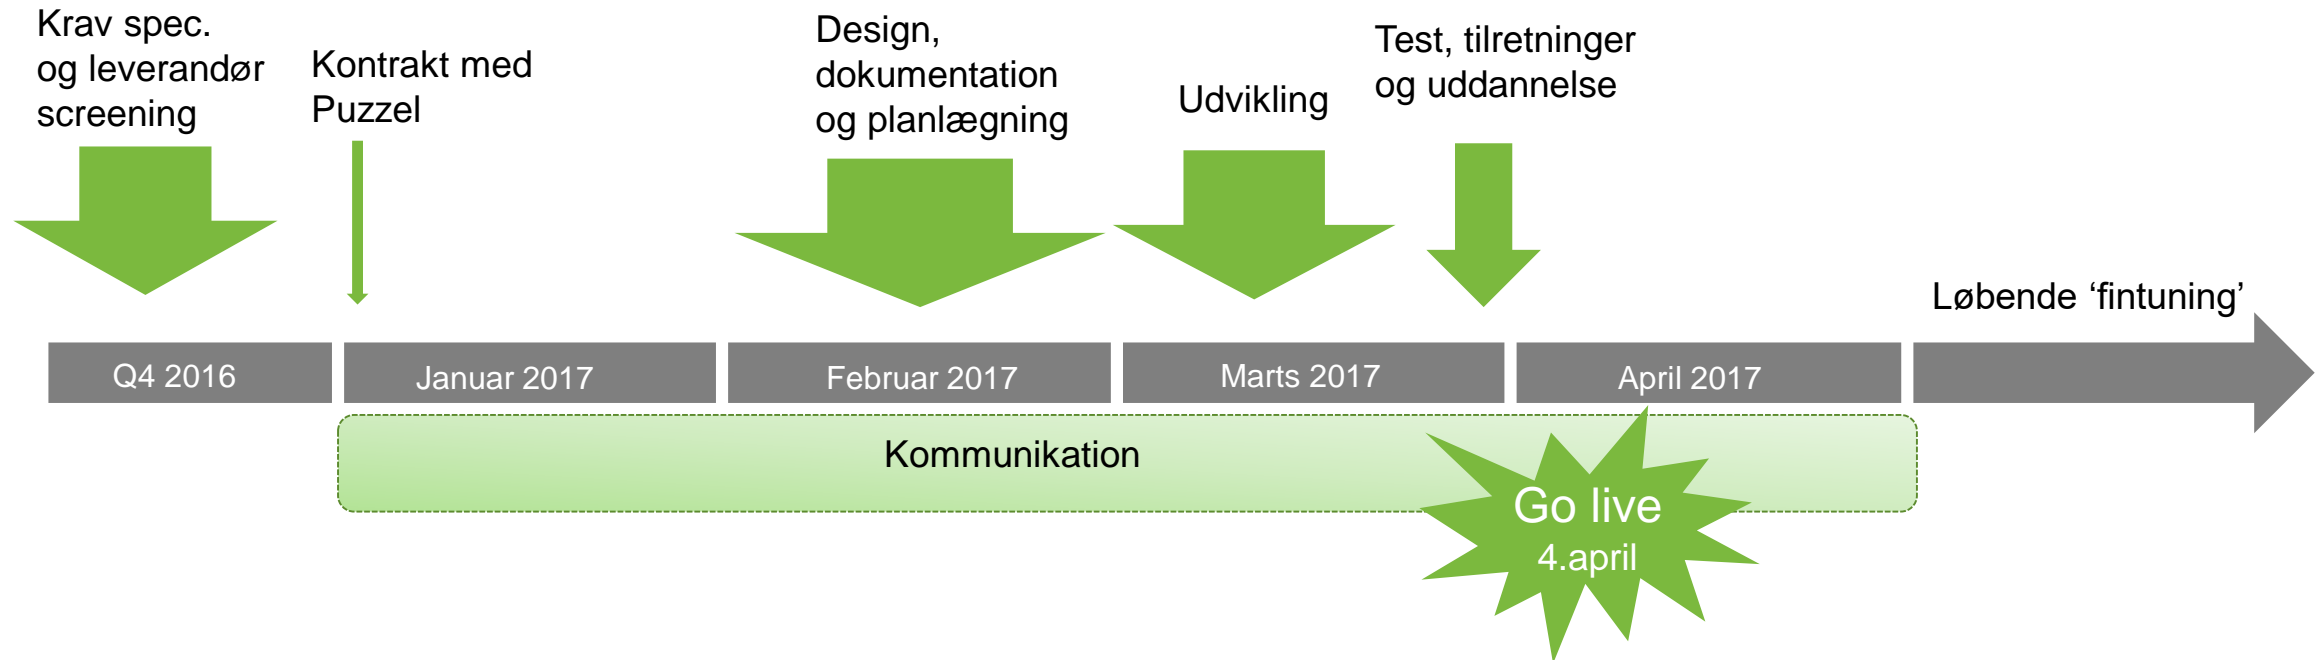 Krav spec.
og leverandør
screening
Kontrakt med
Puzzel
Design,
dokumentation
og planlægning
Udvikling
Test, tilretninger
og uddannelse
Løbende ‘fintuning’
Q4 2016
Januar 2017
Februar 2017
Marts 2017
April 2017
Kommunikation
Go live
4.april